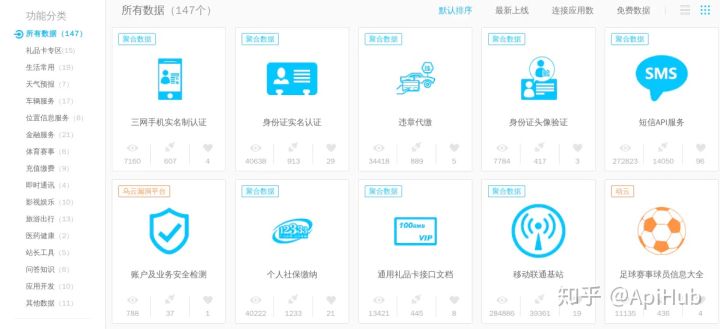 功能分类
所有数据（147）
礼品卡专区(15)
生活常用（19）
天气预报（7）
车辆服务（17）
位置信息服务（8）
金融服务（21）
体育赛事（6）
充值缴费（9）
即时通讯（4）
影视娱乐（10）
旅游出行（13）
医药健康（2）
站长工具（5）
问答知识（6）
应用开发（10）
其他数据（11）
所有数据（147个）
默认排序 最新上线 连接应用数 免费数据
聚合数据 聚合数据 聚合数据 聚合数据 聚合数据
SMS
三网手机实名制认证 身份证实名认证 违章代缴 身份证头像验证 短信API服务
7160 607 4 40638 913 29 34418 889 5 7784 417 3 272823 14050 96
乌云漏洞平台 聚合数据 聚合数据 聚合数据 动云
12333
100RMB
VIP
账户及业务安全检测 个人社保缴纳 通用礼品卡接口文档 移动联通基站 足球赛事球员信息大全
788 37 1 40222 1233 21 13421 445 8 284886 39361 19 11135 436 4
知乎 @ApiHub